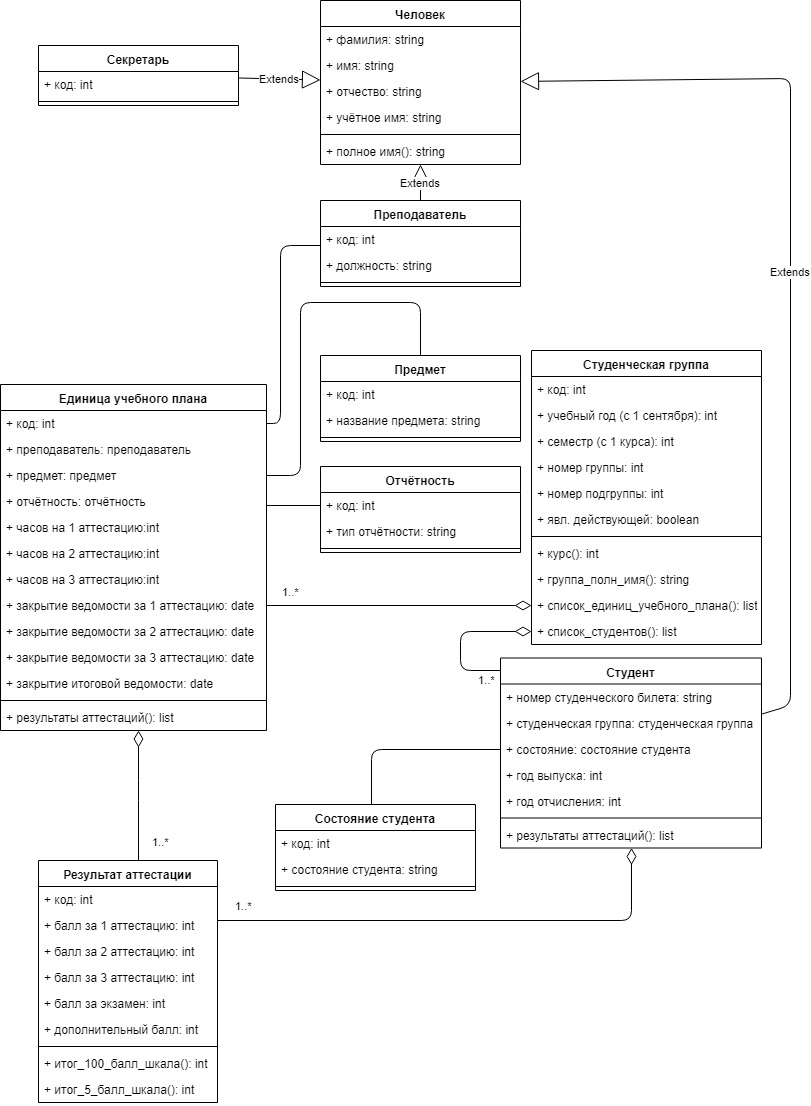 Человек
+ фамилия: string
+ имя: string
+ отчество: string
+ учётное имя: string
+ полное имя(): string
Секретарь
+ код: int
Extends
Extends
Преподаватель
+ код: int
+ должность: string
Extends
Предмет
+ код: int
+ название предмета: string
Студенческая группа
+ код: int
+ учебный год (с 1 сентября): int
+ семестр (с 1 курса): int
+ номер группы: int
+ номер подгруппы: int
+ явл. действующей: boolean
+ курс(): int
+ группа_полн_имя(): string
+ список_единиц_учебного_плана(): list
+ список_студентов(): list
Единица учебного плана
+ код: int
+ преподаватель: преподаватель
+ предмет: предмет
+ отчётность: отчётность
+ часов на 1 аттестацию:int
+ часов на 2 аттестацию:int
+ часов на 3 аттестацию:int
+ закрытие ведомости за 1 аттестацию: date
+ закрытие ведомости за 2 аттестацию: date
+ закрытие ведомости за 3 аттестацию: date
+ закрытие итоговой ведомости: date
+ результаты аттестаций(): list
Отчётность
+ код: int
+ тип отчётности: string
1..*
1..*
Студент
+ номер студенческого билета: string
+ студенческая группа: студенческая группа
+ состояние: состояние студента
+ год выпуска: int
+ год отчисления: int
+ результаты аттестаций(): list
Состояние студента
+ код: int
+ состояние студента: string
1..*
1..*
Результат аттестации
+ код: int
+ балл за 1 аттестацию: int
+ балл за 2 аттестацию: int
+ балл за 3 аттестацию: int
+ балл за экзамен: int
+ дополнительный балл: int
+ итог_100_балл_шкала(): int
+ итог_5_балл_шкала(): int